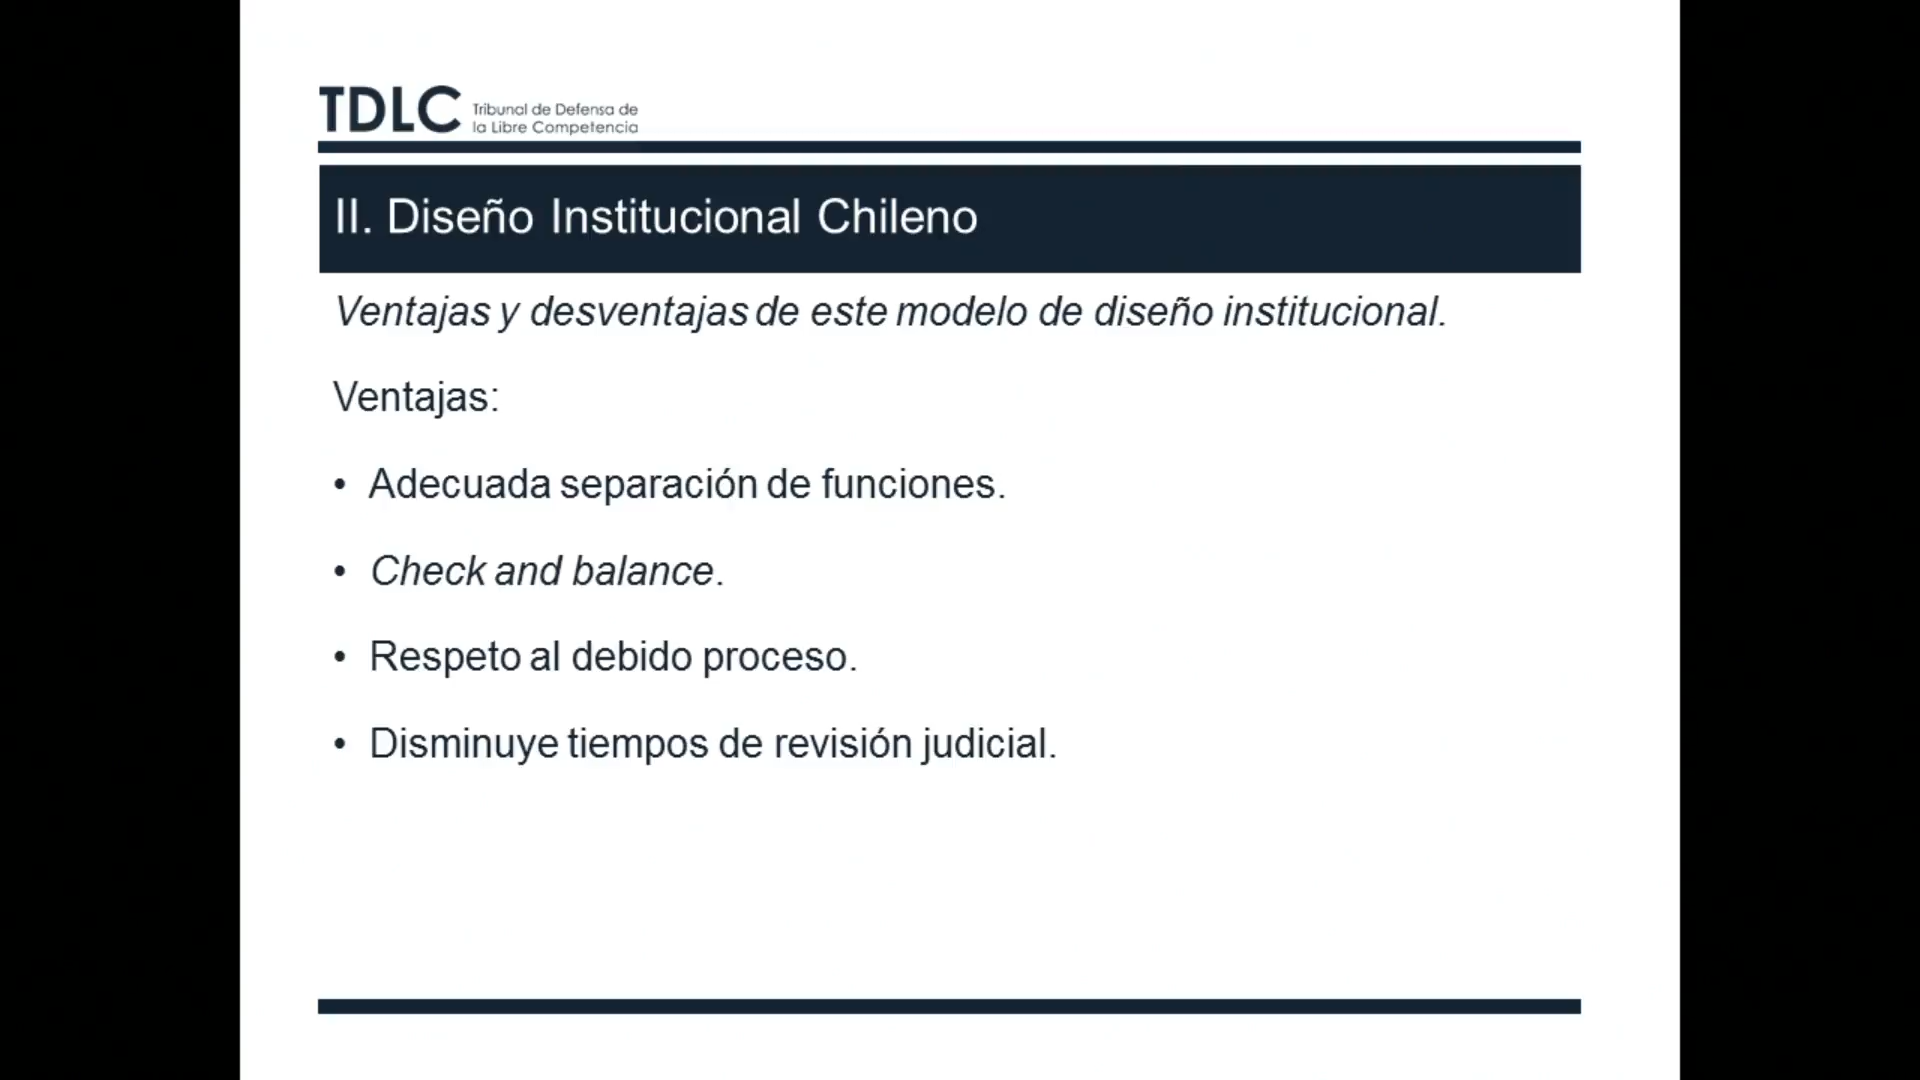 TDLC Tribunal de Defensa de
la Libre Competencia
II. Diseño Institucional Chileno
Ventajas y desventajas de este modelo de diseño institucional.
Ventajas:
• Adecuada separación de funciones.
• Check and balance.
• Respeto al debido proceso.
• Disminuye tiempos de revisión judicial.